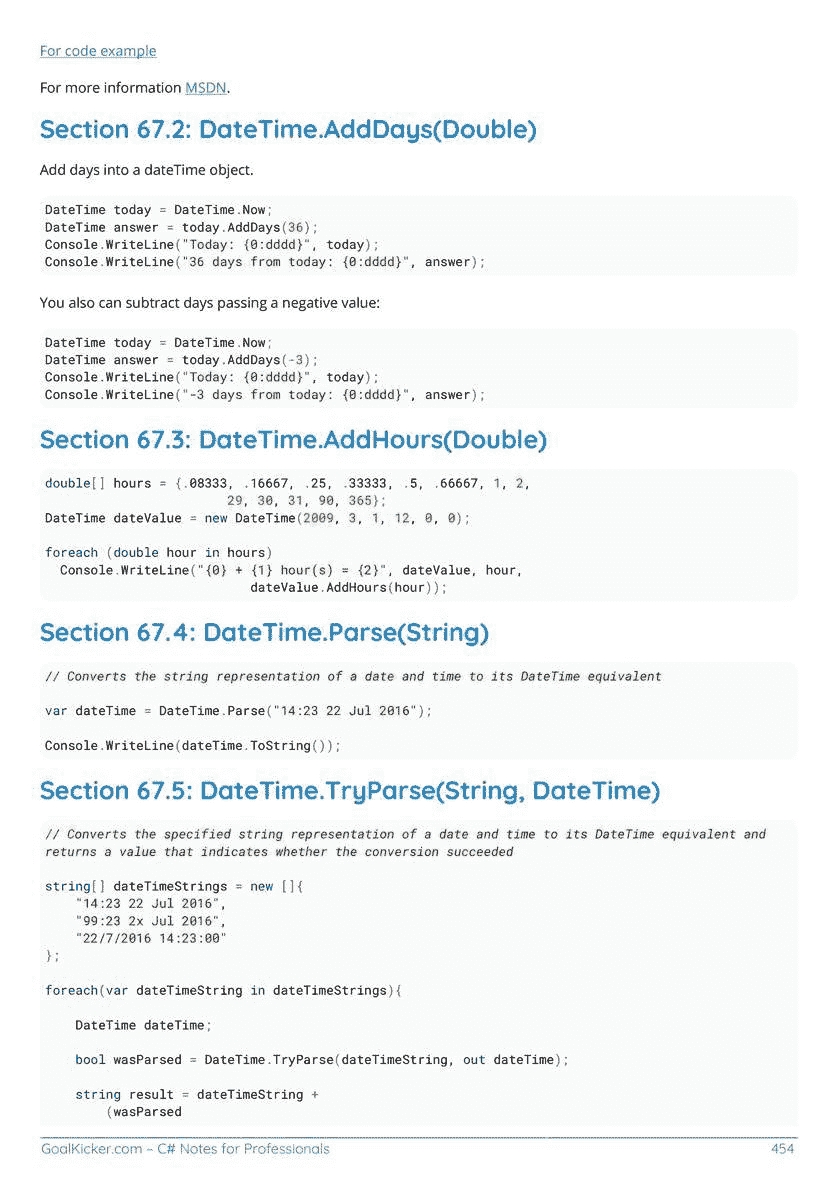 For code example
For more information MSDN.
Section 67.2: DateTime.AddDays(Double)
Add days into a dateTime object.
DateTime today = DateTime.Now;
DateTime answer = today.AddDays(36);
Console.WriteLine("Today: {0:dddd}", today);
Console.WriteLine("36 days from today: {0:dddd}", answer);
You also can subtract days passing a negative value:
DateTime today = DateTime.Now;
DateTime answer = today.AddDays(-3);
Console.WriteLine("Today: {0:dddd}", today);
Console.WriteLine("-3 days from today: {0:dddd}", answer);
Section 67.3: DateTime.AddHours(Double)
double[] hours = {.08333, .16667, .25, .33333, .5, .66667, 1, 2,
                        29, 30, 31, 90, 365};
DateTime dateValue = new DateTime(2009, 3, 1, 12, 0, 0);
foreach (double hour in hours)
  Console.WriteLine("{0} + {1} hour(s) = {2}", dateValue, hour,
                           dateValue.AddHours(hour));
Section 67.4: DateTime.Parse(String)
// Converts the string representation of a date and time to its DateTime equivalent
var dateTime = DateTime.Parse("14:23 22 Jul 2016");
Console.WriteLine(dateTime.ToString());
Section 67.5: DateTime.TryParse(String, DateTime)
// Converts the specified string representation of a date and time to its DateTime equivalent and
returns a value that indicates whether the conversion succeeded
string[] dateTimeStrings = new []{
    "14:23 22 Jul 2016",
    "99:23 2x Jul 2016",
    "22/7/2016 14:23:00"
};
foreach(var dateTimeString in dateTimeStrings){
    DateTime dateTime;
    bool wasParsed = DateTime.TryParse(dateTimeString, out dateTime);
    string result = dateTimeString +
        (wasParsed
GoalKicker.com – C# Notes for Professionals 454